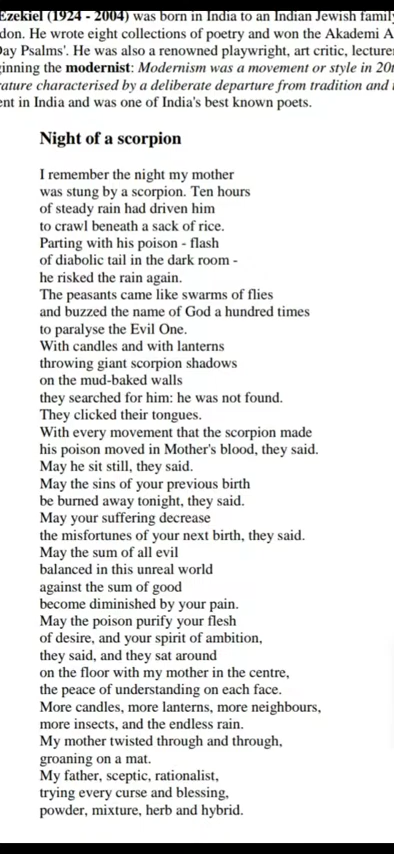 Ezekiel (1924 - 2004) was born in India to an Indian Jewish family
don. He wrote eight collections of poetry and won the Akademi A
Day Psalms'. He was also a renowned playwright, art critic, lecturer
ginning the modernist: Modernism was a movement or style in 20t
rature characterised by a deliberate departure from tradition and
ent in India and was one of India's best known poets.
Night of a scorpion
I remember the night my mother
was stung by a scorpion. Ten hours
of steady rain had driven him
to crawl beneath a sack of rice.
Parting with his poison - flash
of diabolic tail in the dark room -
he risked the rain again.
The peasants came like swarms of flies
and buzzed the name of God a hundred times
to paralyse the Evil One.
With candles and with lanterns
throwing giant scorpion shadows
on the mud-baked walls
they searched for him: he was not found.
They clicked their tongues.
With every movement that the scorpion made
his poison moved in Mother's blood, they said.
May he sit still, they said.
May the sins of your previous birth
be burned away tonight, they said.
May your suffering decrease
the misfortunes of your next birth, they said.
May the sum of all evil
balanced in this unreal world
against the sum of good
become diminished by your pain.
May the poison purify your flesh
of desire, and your spirit of ambition,
they said, and they sat around
on the floor with my mother in the centre,
the peace of understanding on each face.
More candles, more lanterns, more neighbours,
more insects, and the endless rain.
My mother twisted through and through,
groaning on a mat.
My father, sceptic, rationalist,
trying every curse and blessing,
powder, mixture, herb and hybrid.